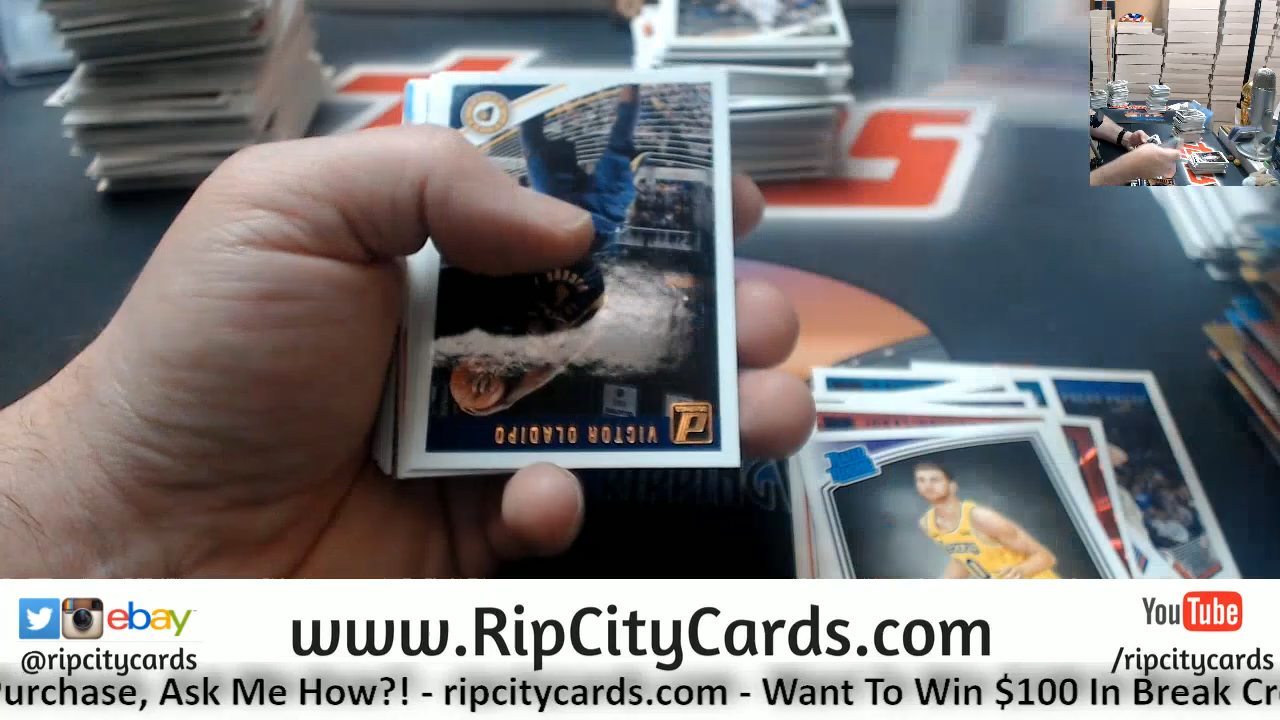 VICTOR OLADIPO
www.RipCityCards.com
ebay
@ripcitycards
You Tube
/ripcitycards
Purchase, Ask Me How?! - ripcitycards.com - Want To Win $100 In Break Cr